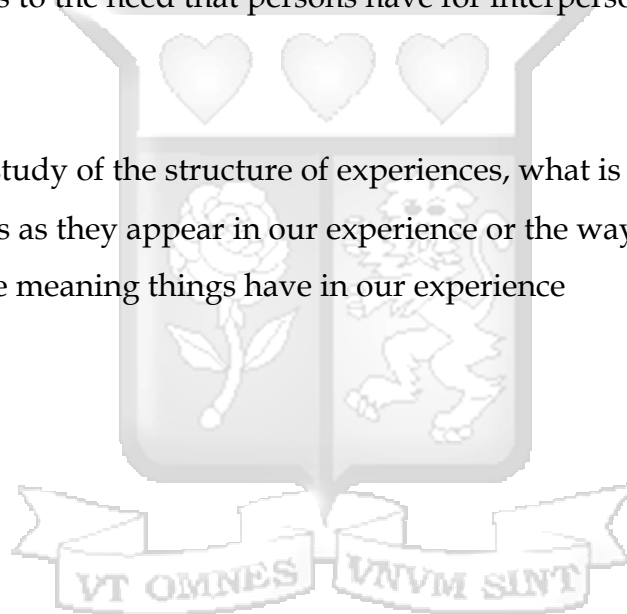 s to the need that persons have for interperso
study of the structure of experiences, what is
s as they appear in our experience or the way
e meaning things have in our experience
VT OMNES VNVM SINT